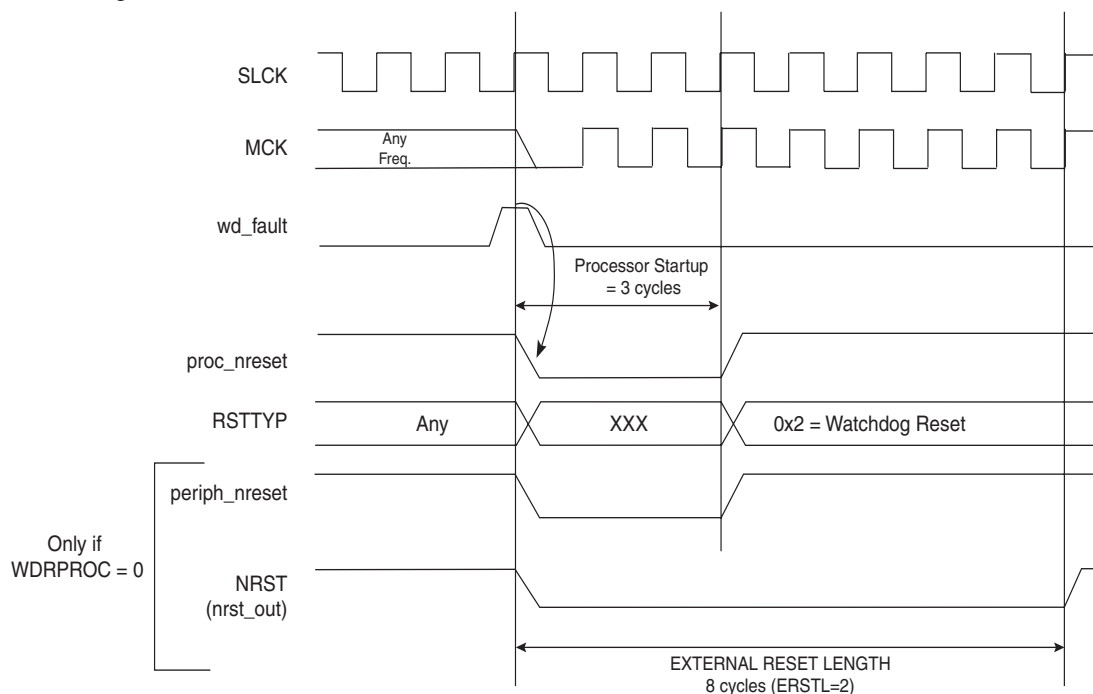 SLCK
MCK
Any
Freq.
wd_fault
Processor Startup
= 3 cycles
proc_nreset
RSTTYP
Any
XXX
0x2 = Watchdog Reset
periph_nreset
Only if
WDRPROC = 0
NRST
(nrst_out)
EXTERNAL RESET LENGTH
8 cycles (ERSTL=2)